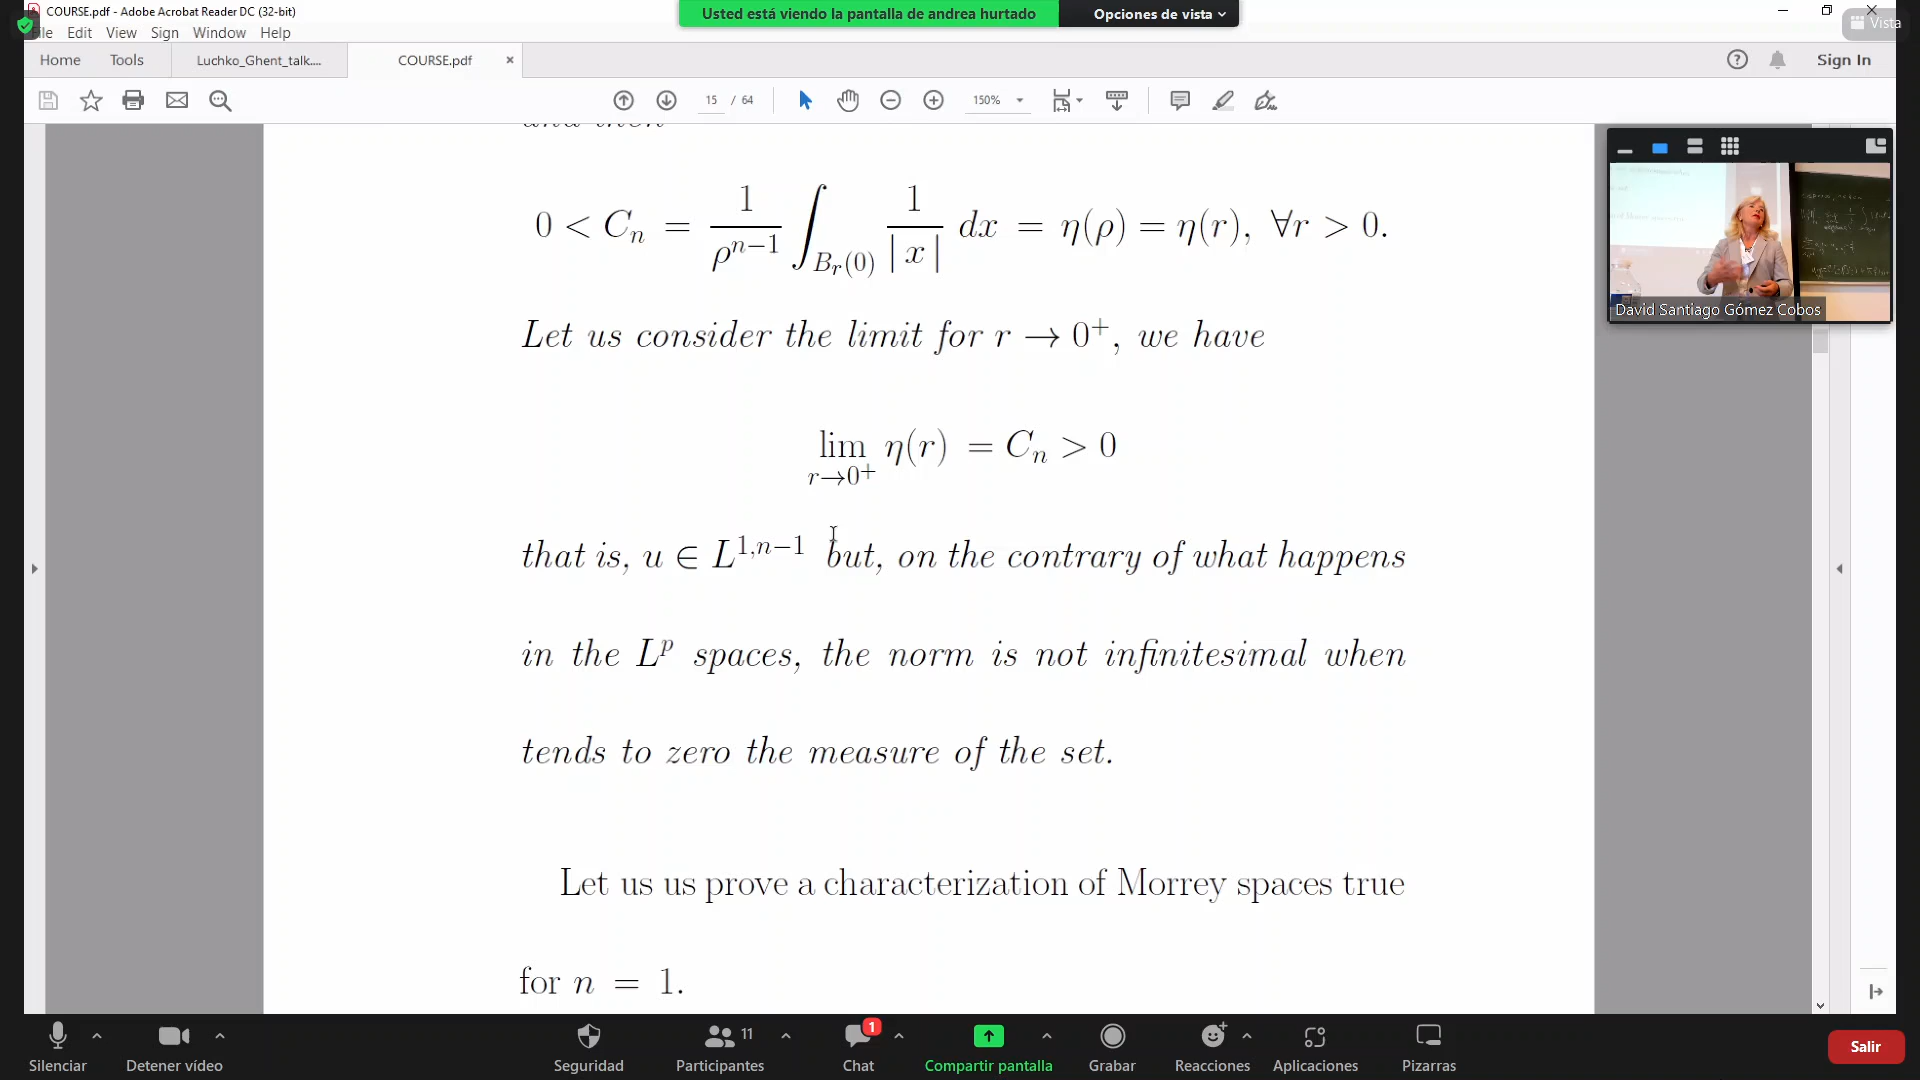 COURSE.pdf - Adobe Acrobat Reader DC (32-bit)
Usted está viendo la pantalla de andrea hurtado
Opciones de vista
Vista
File Edit View Sign Window Help
Home Tools Luchko_Ghent_talk.... COURSE.pdf × Sign In
15 / 64 150%
and then
0 < C_n = \frac{1}{ρ^{n−1}} ∫_{B_r(0)} \frac{1}{| x |} dx = η(ρ) = η(r), ∀r > 0.
Let us consider the limit for r → 0⁺, we have
lim_{r→0⁺} η(r) = C_n > 0
that is, u ∈ L^{1,n−1} but, on the contrary of what happens
in the L^p spaces, the norm is not infinitesimal when
tends to zero the measure of the set.
Let us us prove a characterization of Morrey spaces true
for n = 1.
David Santiago Gómez Cobos
Silenciar
Detener vídeo
Seguridad
11
Participantes
1
Chat
Compartir pantalla
Grabar
Reacciones
Aplicaciones
Pizarras
Salir